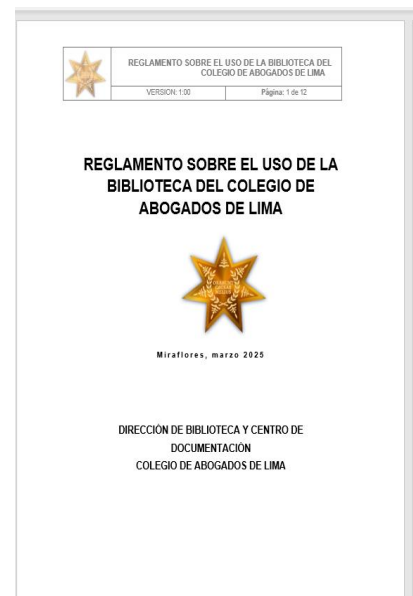 REGLAMENTO SOBRE EL USO DE LA BIBLIOTECA DEL
COLEGIO DE ABOGADOS DE LIMA
VERSION: 1.00
Página: 1 de 12
REGLAMENTO SOBRE EL USO DE LA
BIBLIOTECA DEL COLEGIO DE
ABOGADOS DE LIMA
Miraflores, marzo 2025
DIRECCIÓN DE BIBLIOTECA Y CENTRO DE
DOCUMENTACIÓN
COLEGIO DE ABOGADOS DE LIMA